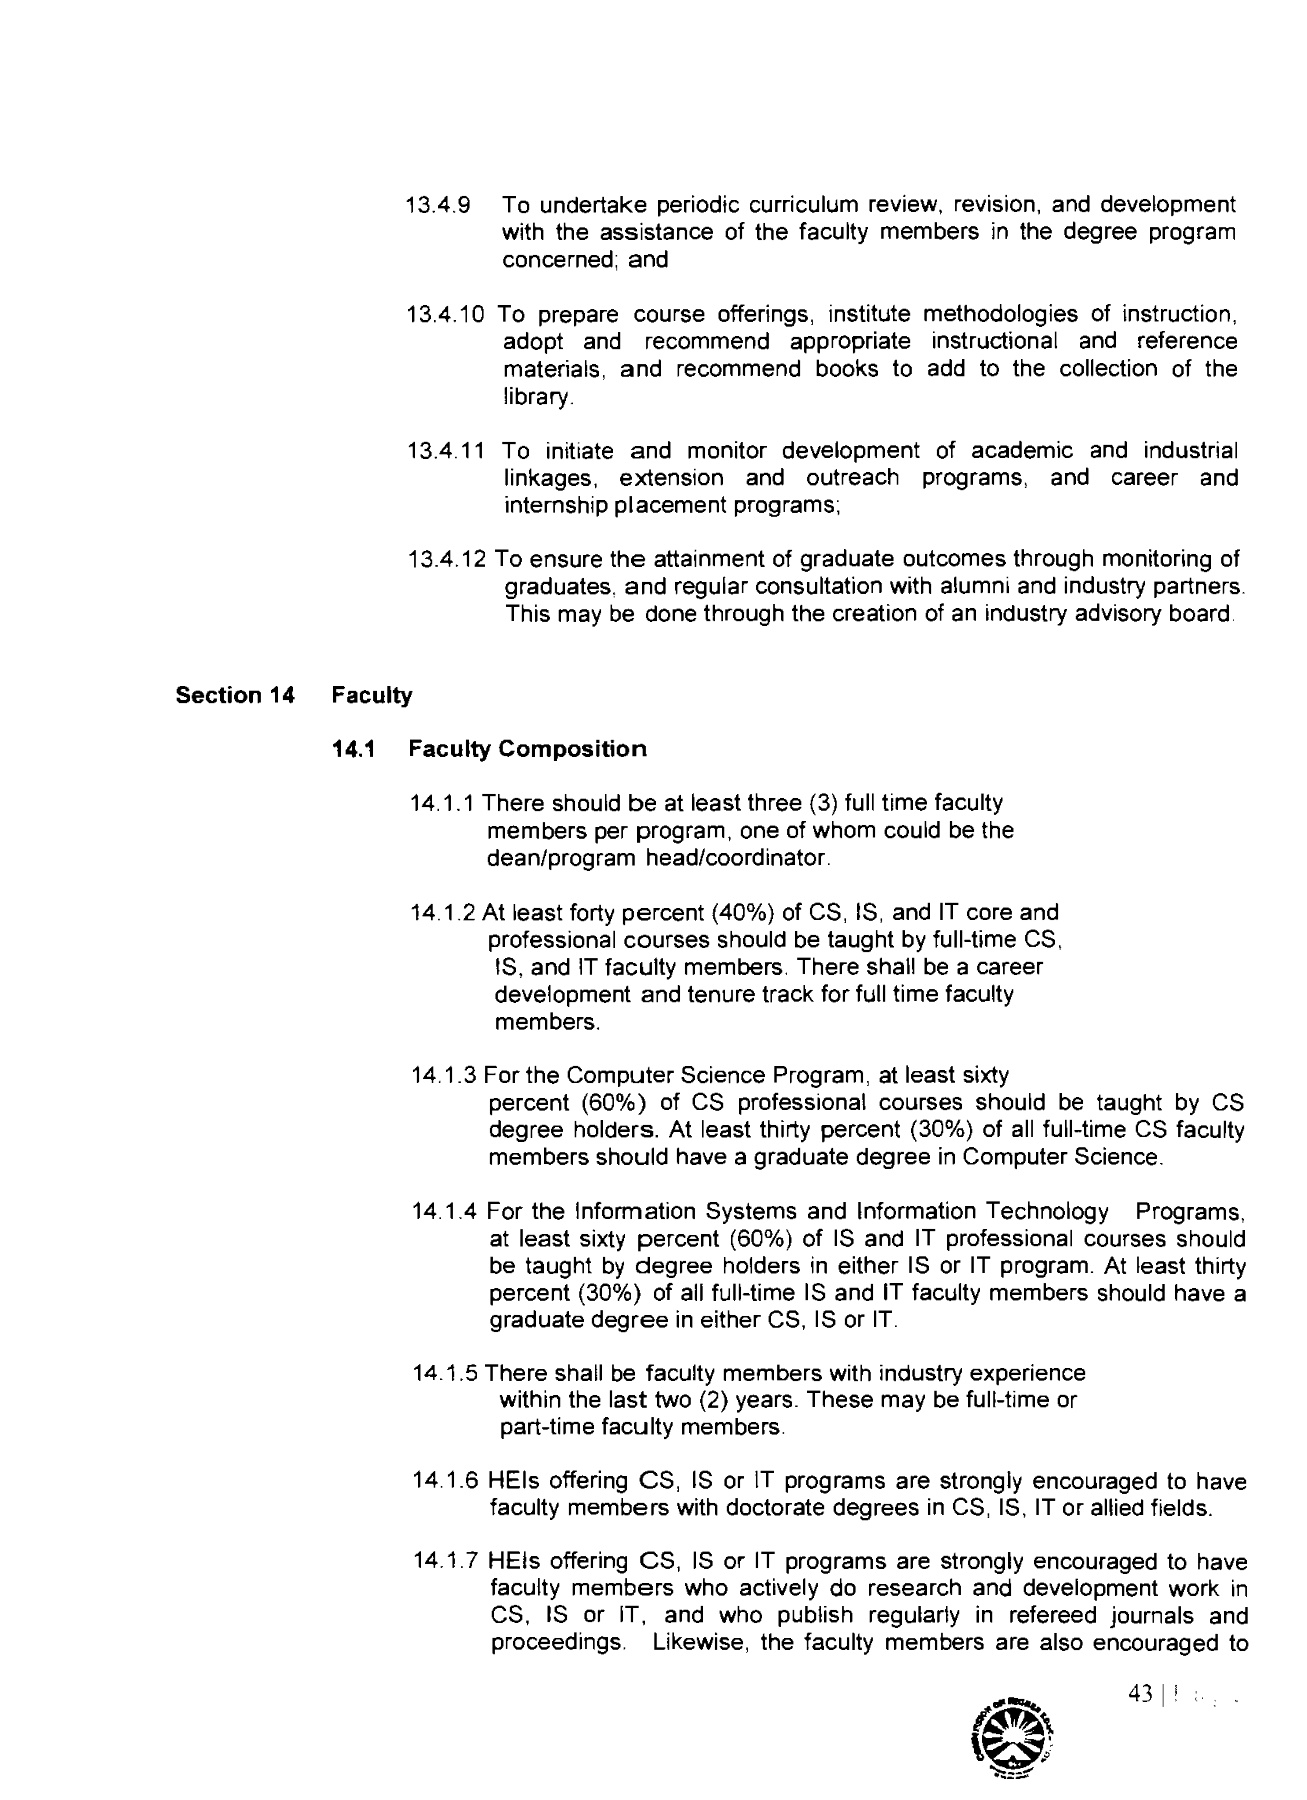 13.4.9 To undertake periodic curriculum review, revision, and development
with the assistance of the faculty members in the degree program
concerned; and
13.4.10 To prepare course offerings, institute methodologies of instruction,
adopt and recommend appropriate instructional and reference
materials, and recommend books to add to the collection of the
library.
13.4.11 To initiate and monitor development of academic and industrial
linkages, extension and outreach programs, and career and
internship placement programs;
13.4.12 To ensure the attainment of graduate outcomes through monitoring of
graduates, and regular consultation with alumni and industry partners.
This may be done through the creation of an industry advisory board.
Section 14 Faculty
14.1 Faculty Composition
14.1.1 There should be at least three (3) full time faculty
members per program, one of whom could be the
dean/program head/coordinator.
14.1.2 At least forty percent (40%) of CS, IS, and IT core and
professional courses should be taught by full-time CS,
IS, and IT faculty members. There shall be a career
development and tenure track for full time faculty
members.
14.1.3 For the Computer Science Program, at least sixty
percent (60%) of CS professional courses should be taught by CS
degree holders. At least thirty percent (30%) of all full-time CS faculty
members should have a graduate degree in Computer Science.
14.1.4 For the Information Systems and Information Technology Programs,
at least sixty percent (60%) of IS and IT professional courses should
be taught by degree holders in either IS or IT program. At least thirty
percent (30%) of all full-time IS and IT faculty members should have a
graduate degree in either CS, IS or IT.
14.1.5 There shall be faculty members with industry experience
within the last two (2) years. These may be full-time or
part-time faculty members.
14.1.6 HEIs offering CS, IS or IT programs are strongly encouraged to have
faculty members with doctorate degrees in CS, IS, IT or allied fields.
14.1.7 HEIs offering CS, IS or IT programs are strongly encouraged to have
faculty members who actively do research and development work in
CS, IS or IT, and who publish regularly in refereed journals and
proceedings. Likewise, the faculty members are also encouraged to
43 |